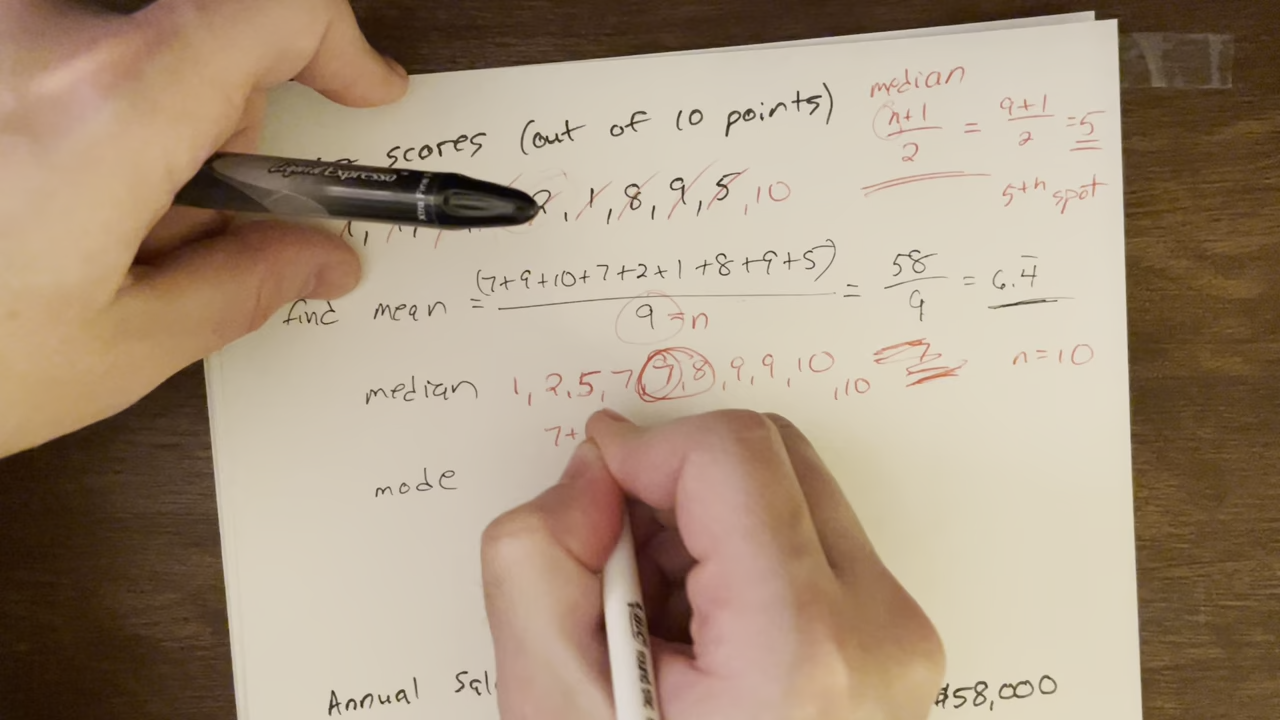 scores (out of 10 points)
median
n+1
2
=
9+1
2
=5
5th spot
2, 1, 8, 9, 5, 10
find mean = (7+9+10+7+2+1+8+9+5)
9 = n
= 58
9
= 6.4̄
median 1, 2, 5, 7, 7, 8, 9, 9, 10, 10
n=10
7+
mode
Annual
$58,000
Liquid Expresso
BIC